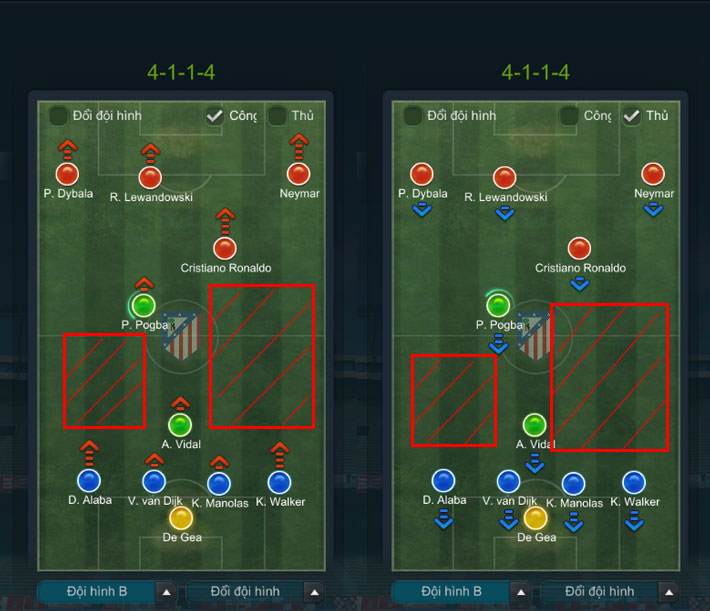 4-1-1-4
Đổi đội hình
Công
Thủ
P. Dybala
R. Lewandowski
Neymar
Cristiano Ronaldo
P. Pogba
A. Vidal
D. Alaba
V. van Dijk
K. Manolas
K. Walker
De Gea
Đội hình B
Đổi đội hình
4-1-1-4
Đổi đội hình
Công
Thủ
P. Dybala
R. Lewandowski
Neymar
Cristiano Ronaldo
P. Pogba
A. Vidal
D. Alaba
V. van Dijk
K. Manolas
K. Walker
De Gea
Đội hình B
Đổi đội hình